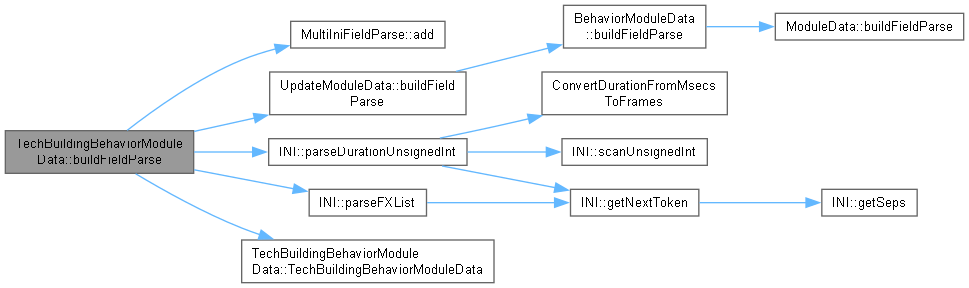 TechBuildingBehaviorModule
Data::buildFieldParse
MultiIniFieldParse::add
UpdateModuleData::buildField
Parse
BehaviorModuleData
::buildFieldParse
ModuleData::buildFieldParse
INI::parseDurationUnsignedInt
ConvertDurationFromMsecs
ToFrames
INI::scanUnsignedInt
INI::parseFXList
INI::getNextToken
INI::getSeps
TechBuildingBehaviorModule
Data::TechBuildingBehaviorModuleData